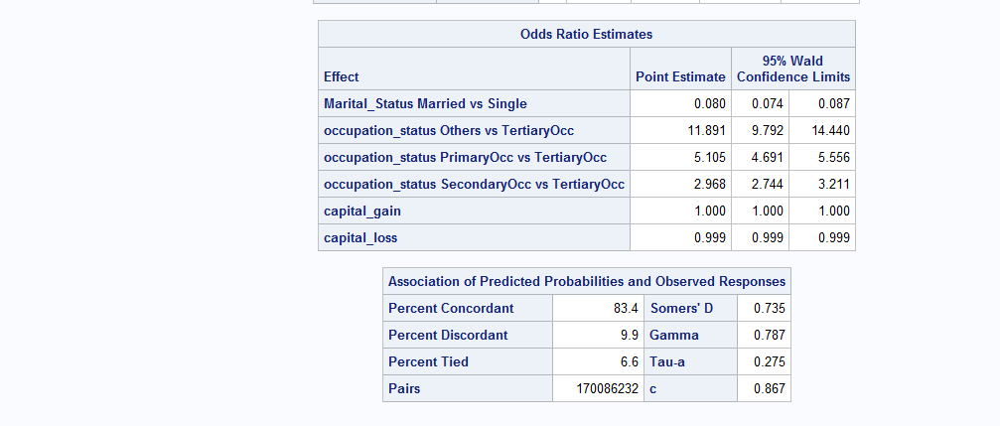 Odds Ratio Estimates
Effect Point Estimate 95% Wald Confidence Limits
Marital_Status Married vs Single 0.080 0.074 0.087
occupation_status Others vs TertiaryOcc 11.891 9.792 14.440
occupation_status PrimaryOcc vs TertiaryOcc 5.105 4.691 5.556
occupation_status SecondaryOcc vs TertiaryOcc 2.968 2.744 3.211
capital_gain 1.000 1.000 1.000
capital_loss 0.999 0.999 0.999
Association of Predicted Probabilities and Observed Responses
Percent Concordant 83.4 Somers' D 0.735
Percent Discordant 9.9 Gamma 0.787
Percent Tied 6.6 Tau-a 0.275
Pairs 170086232 c 0.867